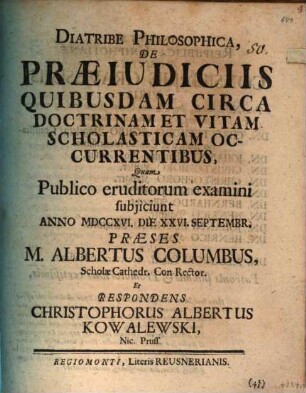 DIATRIBE PHILOSOPHICA,
DE
PRÆIUDICIIS
QUIBUSDAM CIRCA
DOCTRINAM ET VITAM
SCHOLASTICAM OC-
CURRENTIBUS,
Quam
Publico eruditorum examini
subjiciunt
ANNO MDCCXVI. DIE XXVI. SEPTEMBR.
PRÆSES
M. ALBERTUS COLUMBUS,
Scholæ Cathedr. Con Rector.
Et
RESPONDENS
CHRISTOPHORUS ALBERTUS
KOWALEWSKI,
Nic. Pruss.
REGIOMONTI, Literis REUSNERIANIS.